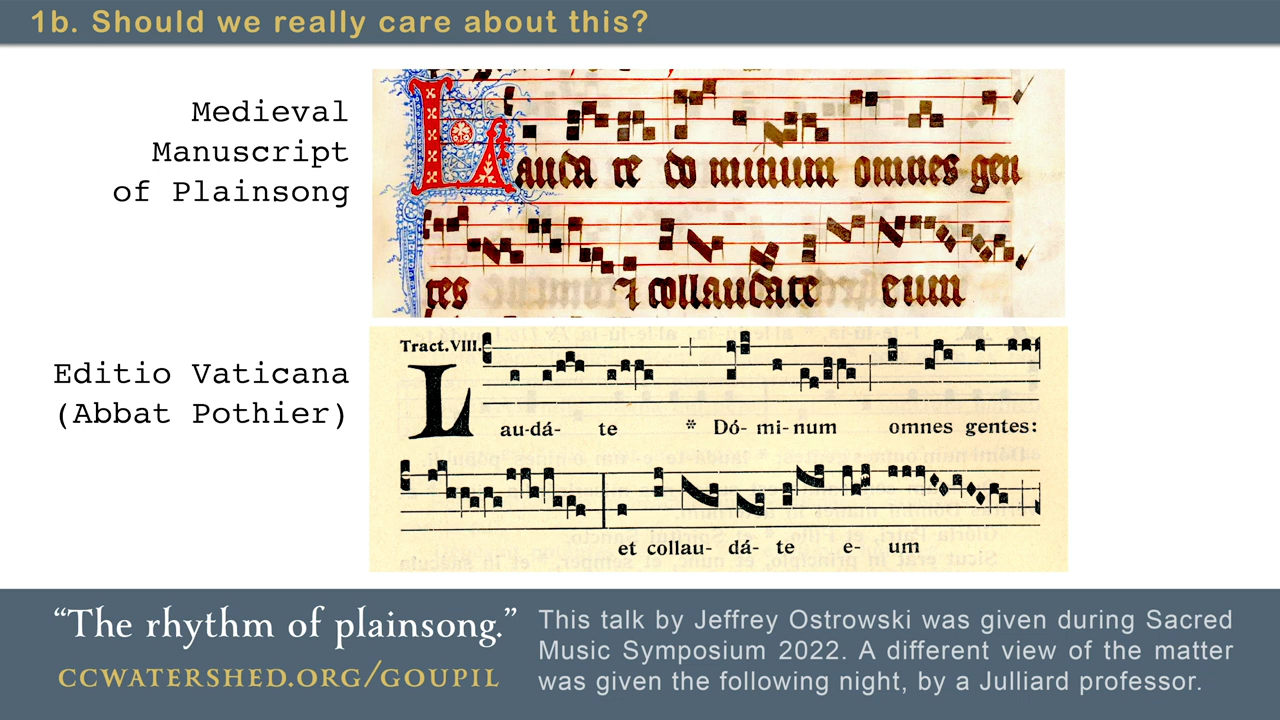 1b. Should we really care about this?
Medieval
Manuscript
of Plainsong
Lauda te do minum omnes gen
tes ⁊ collaudate eum
Editio Vaticana
(Abbat Pothier)
Tract.VIII.
Lau-dá- te * Dó- mi-num omnes gentes:
et collau- dá- te e- um
“The rhythm of plainsong.”
CCWATERSHED.ORG/GOUPIL
This talk by Jeffrey Ostrowski was given during Sacred
Music Symposium 2022. A different view of the matter
was given the following night, by a Julliard professor.